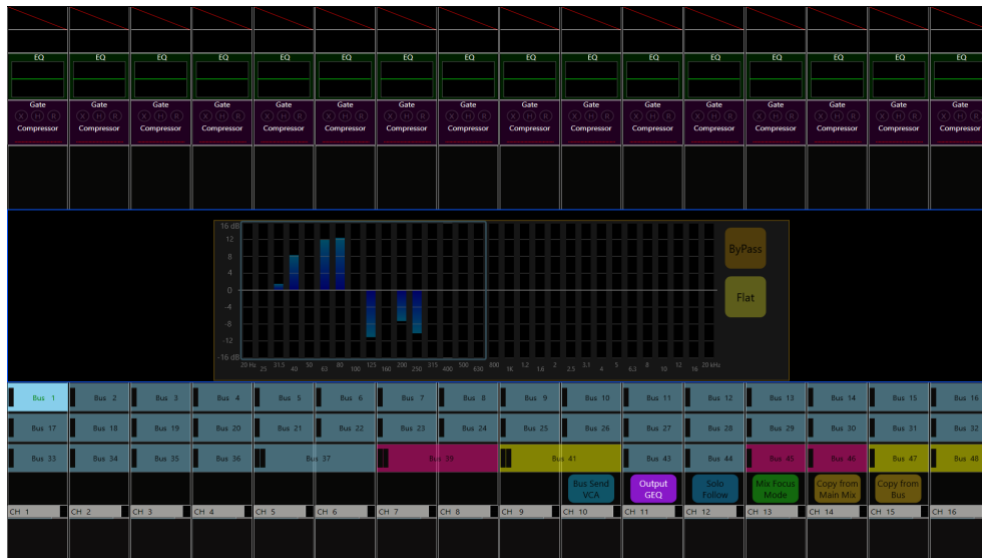 EQ EQ EQ EQ EQ EQ EQ EQ EQ EQ EQ EQ EQ EQ EQ EQ
Gate Gate Gate Gate Gate Gate Gate Gate Gate Gate Gate Gate Gate Gate Gate Gate
X H R X H R X H R X H R X H R X H R X H R X H R X H R X H R X H R X H R X H R X H R X H R X H R
Compressor Compressor Compressor Compressor Compressor Compressor Compressor Compressor Compressor Compressor Compressor Compressor Compressor Compressor Compressor Compressor
16 dB
12
8
4
0
-4
-8
-12
-16 dB
ByPass
Flat
20 Hz 31.5 50 80 125 200 315 500 800 1.2 2 3.1 5 8 12 20 kHz
25 40 63 100 160 250 400 630 1K 1.6 2.5 4 6.3 10 16
Bus 1 Bus 2 Bus 3 Bus 4 Bus 5 Bus 6 Bus 7 Bus 8 Bus 9 Bus 10 Bus 11 Bus 12 Bus 13 Bus 14 Bus 15 Bus 16
Bus 17 Bus 18 Bus 19 Bus 20 Bus 21 Bus 22 Bus 23 Bus 24 Bus 25 Bus 26 Bus 27 Bus 28 Bus 29 Bus 30 Bus 31 Bus 32
Bus 33 Bus 34 Bus 35 Bus 36 Bus 37 Bus 39 Bus 41 Bus 43 Bus 44 Bus 45 Bus 46 Bus 47 Bus 48
Bus Send Output Solo Mix Focus Copy from Copy from
VCA GEQ Follow Mode Main Mix Bus
CH 1 CH 2 CH 3 CH 4 CH 5 CH 6 CH 7 CH 8 CH 9 CH 10 CH 11 CH 12 CH 13 CH 14 CH 15 CH 16